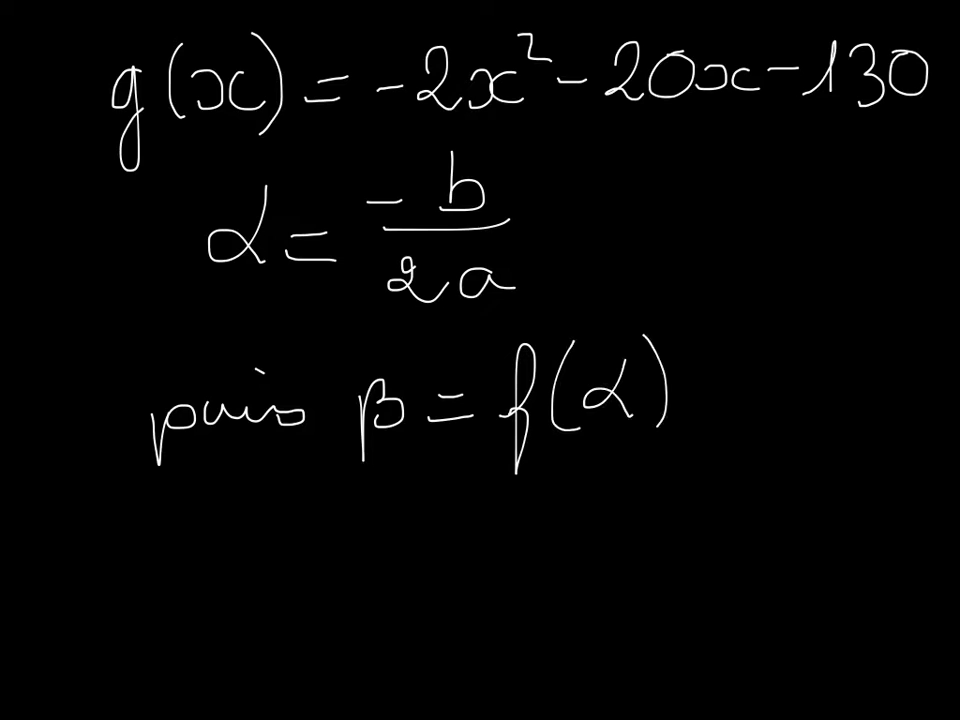 g(x) = -2x² - 20x - 130
α = -b / 2a
puis β = f(α)